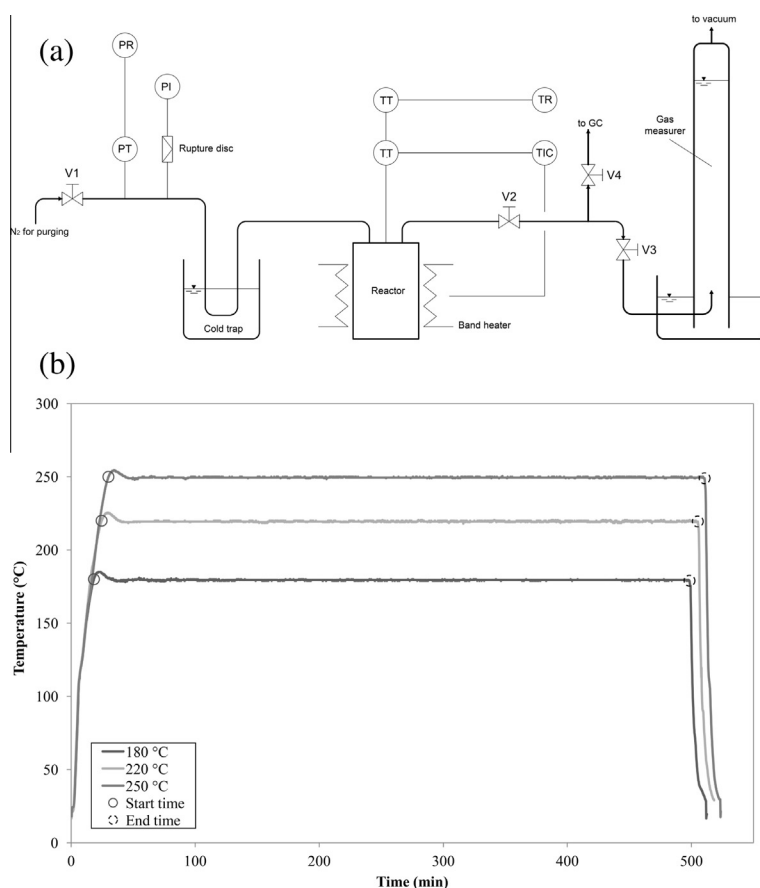 (a)
to vacuum
PR
PI
TT
TR
to GC
Gas
measurer
PT
Rupture disc
TT
TIC
V4
V1
V2
N2 for purging
V3
Reactor
Cold trap
Band heater
(b)
300
250
200
150
100
50
0
Temperature (°C)
180 °C
220 °C
250 °C
Start time
End time
0
100
200
300
400
500
Time (min)